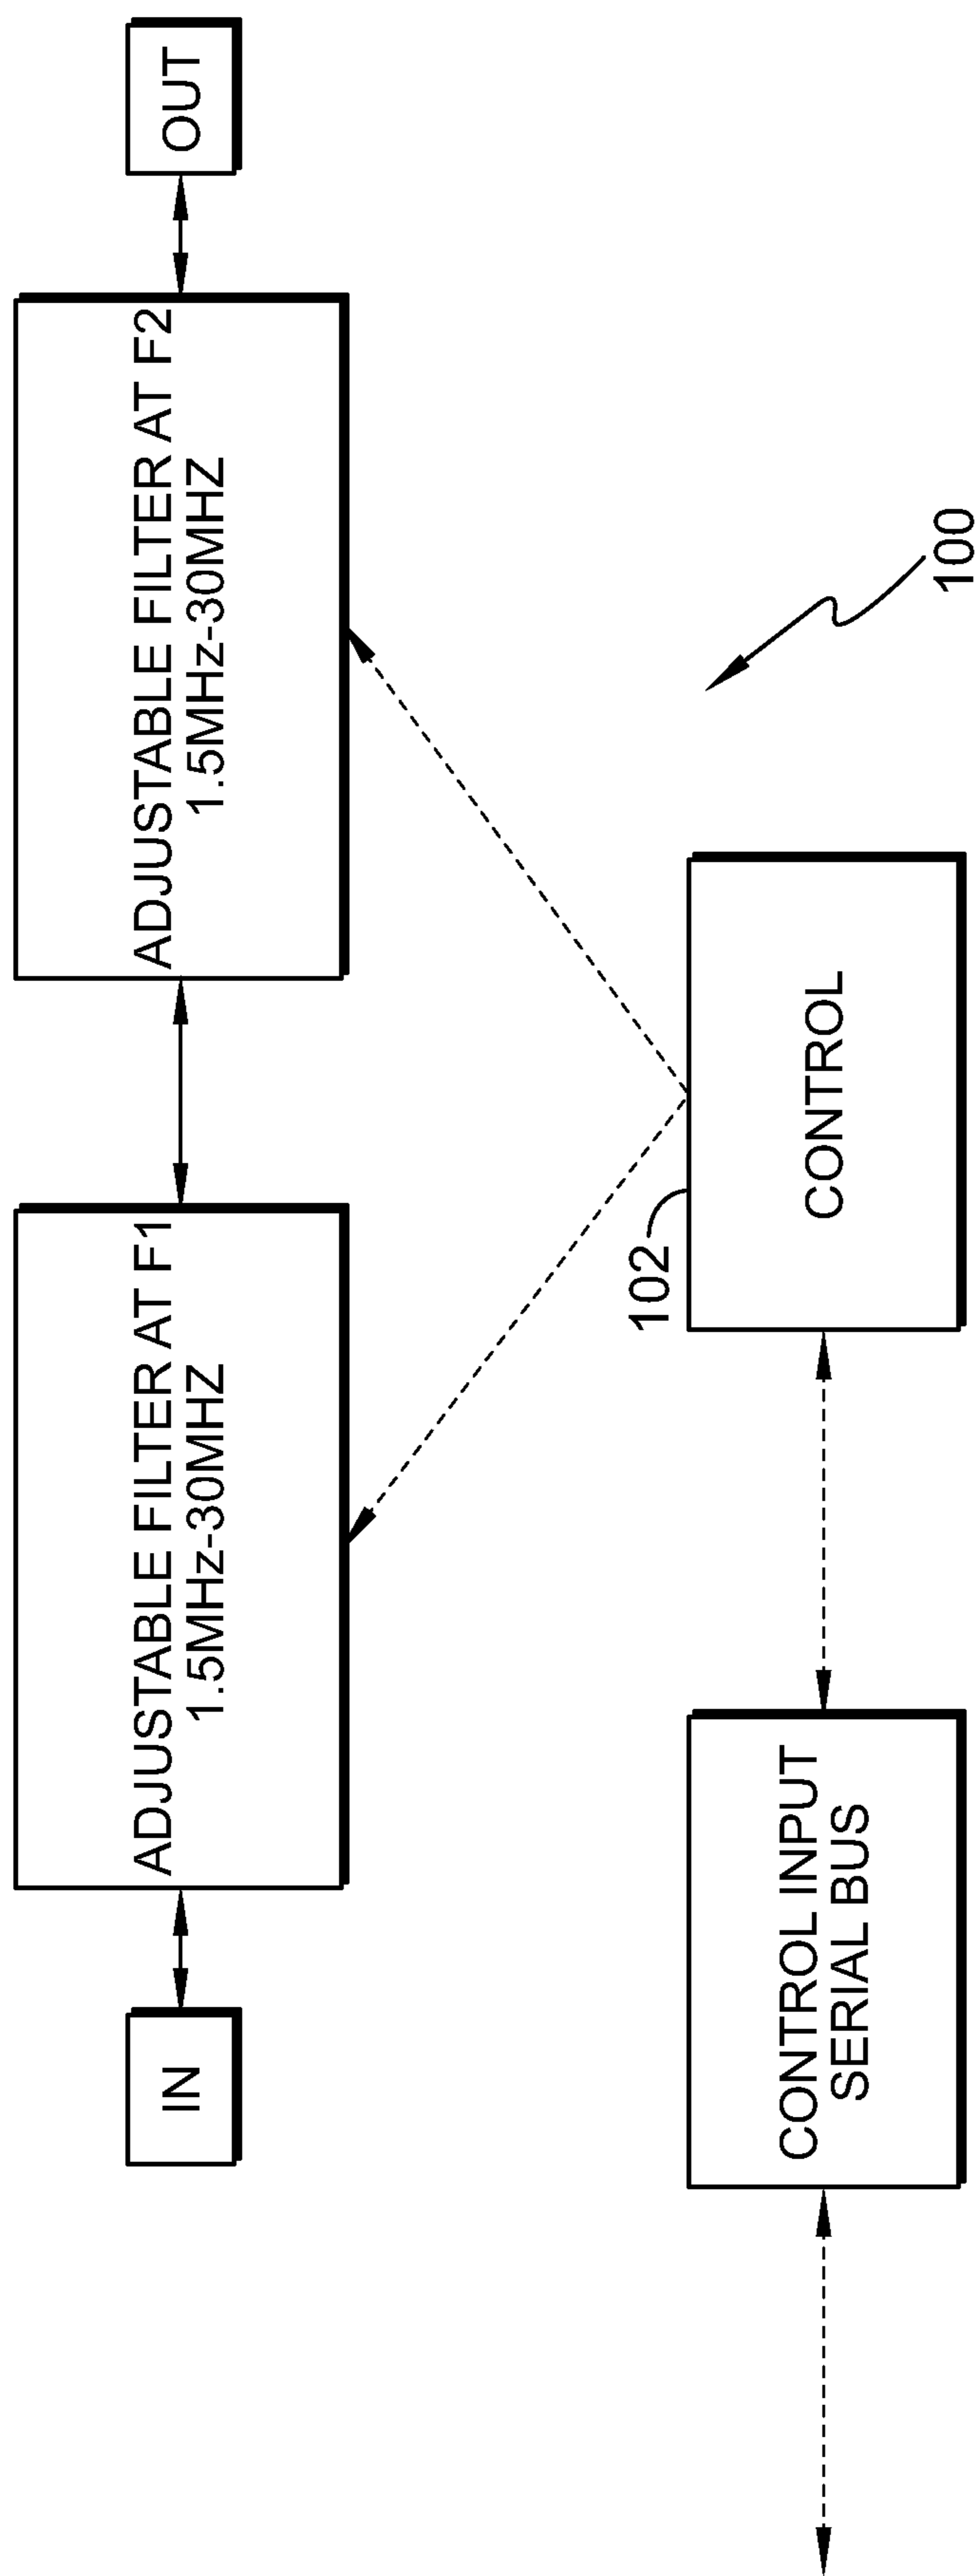 IN
ADJUSTABLE FILTER AT F1
1.5MHz-30MHZ
ADJUSTABLE FILTER AT F2
1.5MHz-30MHZ
OUT
102
100
CONTROL INPUT
SERIAL BUS
CONTROL